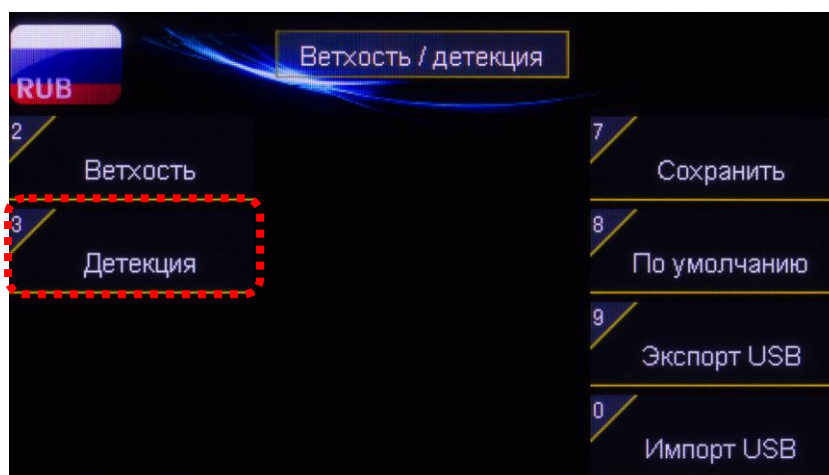 RUB
Ветхость / детекция
2
Ветхость
3
Детекция
7
Сохранить
8
По умолчанию
9
Экспорт USB
0
Импорт USB